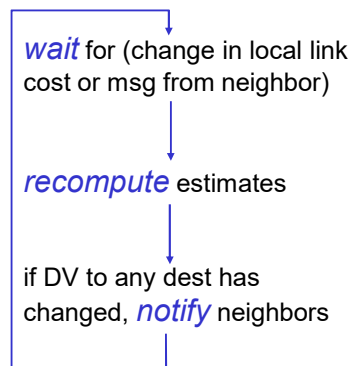 wait for (change in local link
cost or msg from neighbor)
recompute estimates
if DV to any dest has
changed, notify neighbors